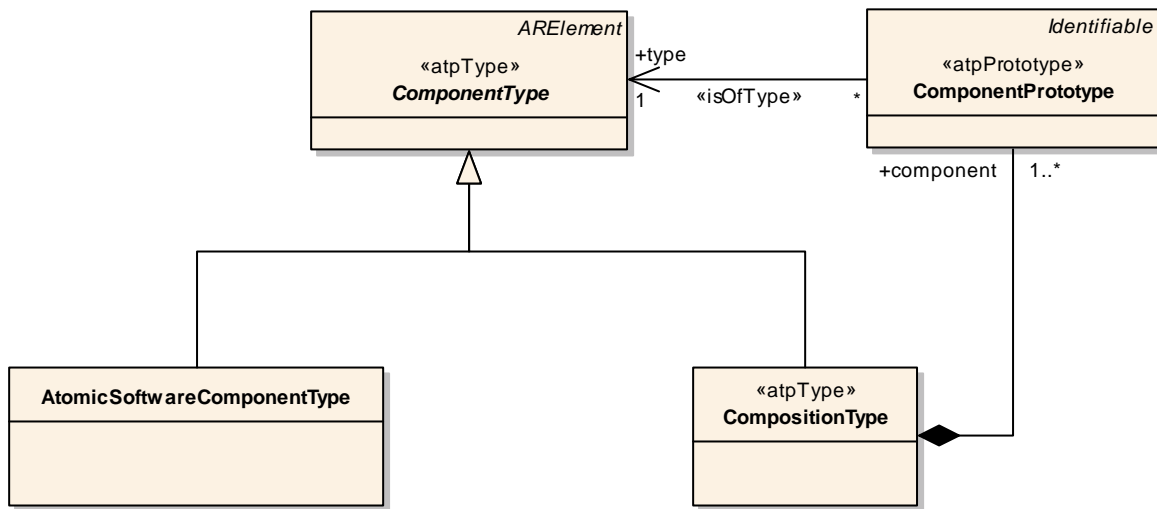 ARElement
«atpType»
ComponentType
Identifiable
«atpPrototype»
ComponentPrototype
+type
1
«isOfType»
*
+component
1..*
AtomicSoftwareComponentType
«atpType»
CompositionType